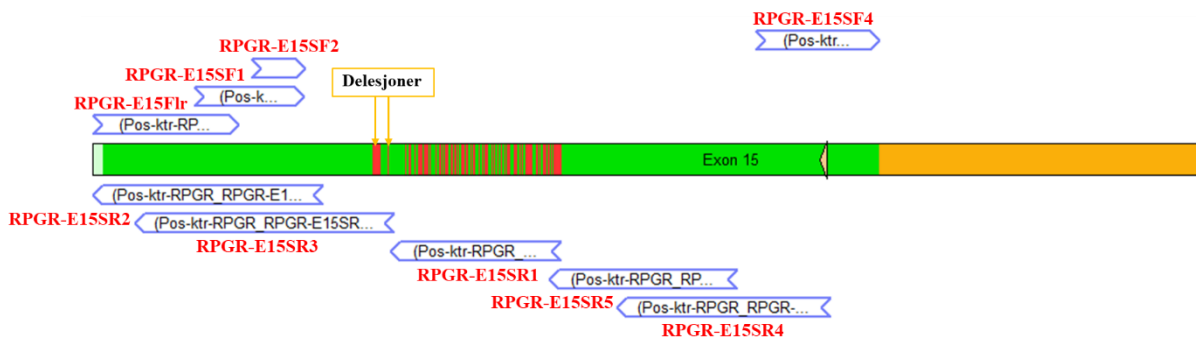 RPGR-E15SF4
(Pos-ktr...
RPGR-E15SF2
RPGR-E15SF1
(Pos-k...
Delesjoner
RPGR-E15Flr
(Pos-ktr-RP...
Exon 15
(Pos-ktr-RPGR_RPGR-E1...
RPGR-E15SR2
(Pos-ktr-RPGR_RPGR-E15SR...
RPGR-E15SR3
(Pos-ktr-RPGR_...
RPGR-E15SR1
(Pos-ktr-RPGR_RP...
RPGR-E15SR5
(Pos-ktr-RPGR_RPGR-...
RPGR-E15SR4